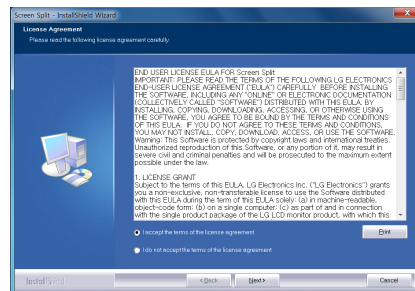 Screen Split - InstallShield Wizard
License Agreement
Please read the following license agreement carefully.
END USER LICENSE EULA FOR Screen Split
IMPORTANT: PLEASE READ THE TERMS OF THE FOLLOWING LG ELECTRONICS
END-USER LICENSE AGREEMENT ("EULA") CAREFULLY BEFORE INSTALLING
THE SOFTWARE, INCLUDING ANY "ONLINE" OR ELECTRONIC DOCUMENTATION
(COLLECTIVELY CALLED "SOFTWARE") DISTRIBUTED WITH THIS EULA. BY
INSTALLING, COPYING, DOWNLOADING, ACCESSING, OR OTHERWISE USING
THE SOFTWARE, YOU AGREE TO BE BOUND BY THE TERMS AND CONDITIONS
OF THIS EULA. IF YOU DO NOT AGREE TO THESE TERMS AND CONDITIONS,
YOU MAY NOT INSTALL, COPY, DOWNLOAD, ACCESS, OR USE THE SOFTWARE.
Warning: This Software is protected by copyright laws and international treaties.
Unauthorized reproduction of this Software, or any portion of it, may result in
severe civil and criminal penalties and will be prosecuted to the maximum extent
possible under the law.
1. LICENSE GRANT
Subject to the terms of this EULA, LG Electronics Inc. ("LG Electronics") grants
you a non-exclusive, non-transferable license to use the Software distributed
with this EULA during the term of this EULA solely: (a) in machine-readable,
object-code form; (b) on a single computer; (c) as part of and in connection
with the single product package of the LG LCD monitor product, with which this
I accept the terms of the license agreement
Print
I do not accept the terms of the license agreement
InstallShield
< Back
Next >
Cancel